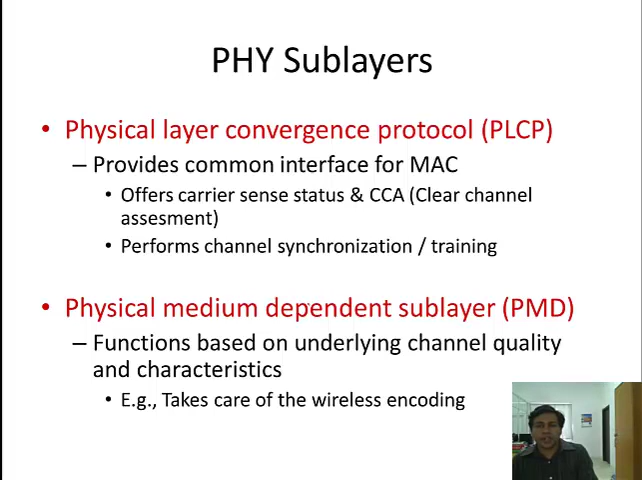 PHY Sublayers
• Physical layer convergence protocol (PLCP)
– Provides common interface for MAC
• Offers carrier sense status & CCA (Clear channel
assesment)
• Performs channel synchronization / training
• Physical medium dependent sublayer (PMD)
– Functions based on underlying channel quality
and characteristics
• E.g., Takes care of the wireless encoding